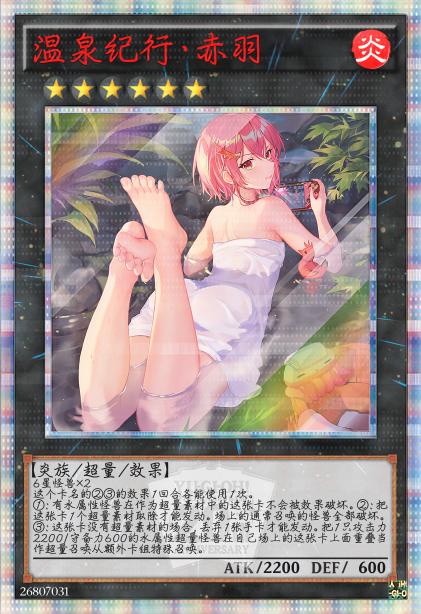 温泉纪行·赤羽
炎
【炎族/超量/效果】
6星怪兽×2
这个卡名的②③的效果1回合各能使用1次。
①：有水属性怪兽在作为超量素材中的这张卡不会被效果破坏。②：把
这张卡1个超量素材取除才能发动。场上的通常召唤的怪兽全部破坏。
③：这张卡没有超量素材的场合，丢弃1张手卡才能发动。把1只攻击力
2200/守备力600的水属性超量怪兽在自己场上的这张卡上面重叠当
作超量召唤从额外卡组特殊召唤。
ATK/2200 DEF/ 600
26807031